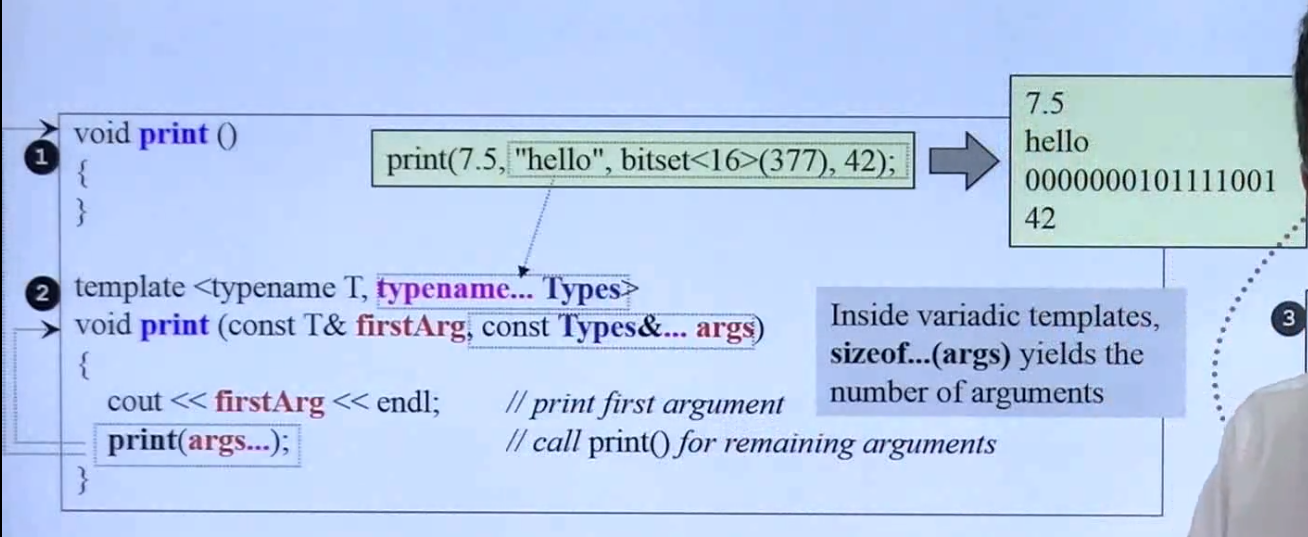 1
void print ()
{
}
print(7.5, "hello", bitset<16>(377), 42);
7.5
hello
0000000101111001
42
2
template <typename T, typename... Types>
void print (const T& firstArg, const Types&... args)
{
cout << firstArg << endl; // print first argument
print(args...); // call print() for remaining arguments
}
Inside variadic templates,
sizeof...(args) yields the
number of arguments
3